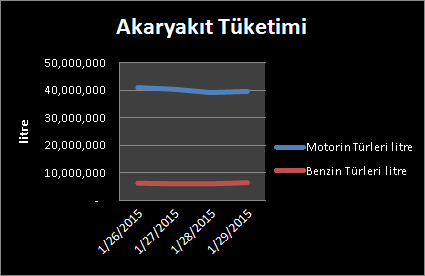 Akaryakıt Tüketimi
litre
50,000,000
40,000,000
30,000,000
20,000,000
10,000,000
-
1/26/2015
1/27/2015
1/28/2015
1/29/2015
Motorin Türleri litre
Benzin Türleri litre